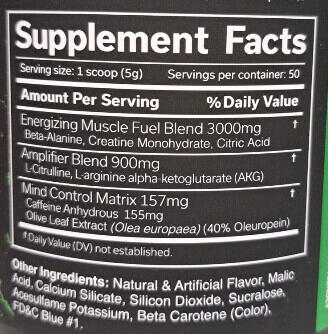 Supplement Facts
Serving size: 1 scoop (5g) Servings per container: 50
Amount Per Serving % Daily Value
Energizing Muscle Fuel Blend 3000mg †
Beta-Alanine, Creatine Monohydrate, Citric Acid
Amplifier Blend 900mg †
L-Citrulline, L-arginine alpha-ketoglutarate (AKG)
Mind Control Matrix 157mg †
Caffeine Anhydrous 155mg
Olive Leaf Extract (Olea europaea) (40% Oleuropein)
†Daily Value (DV) not established.
Other Ingredients: Natural & Artificial Flavor, Malic
Acid, Calcium Silicate, Silicon Dioxide, Sucralose,
Acesulfame Potassium, Beta Carotene (Color),
FD&C Blue #1.